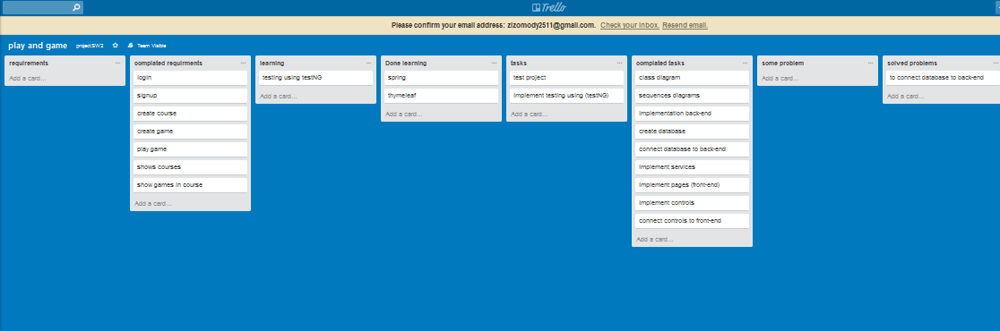 Trello
Please confirm your email address: zizomody2511@gmail.com. Check your inbox. Resend email.
play and game projectSW2 Team Visible
requirements
Add a card...
complated requirments
login
signup
create course
create game
play game
shows courses
show games in course
Add a card...
learning
testing using testNG
Add a card...
Done learning
spring
thymeleaf
Add a card...
tasks
test project
implement testing using (testNG)
Add a card...
complated tasks
class diagram
sequences diagrams
implementation back-end
create database
connect database to back-end
implement services
implement pages (front-end)
implement controls
connect controls to front-end
Add a card...
some problem
Add a card...
solved problems
to connect database to back-end
Add a card...